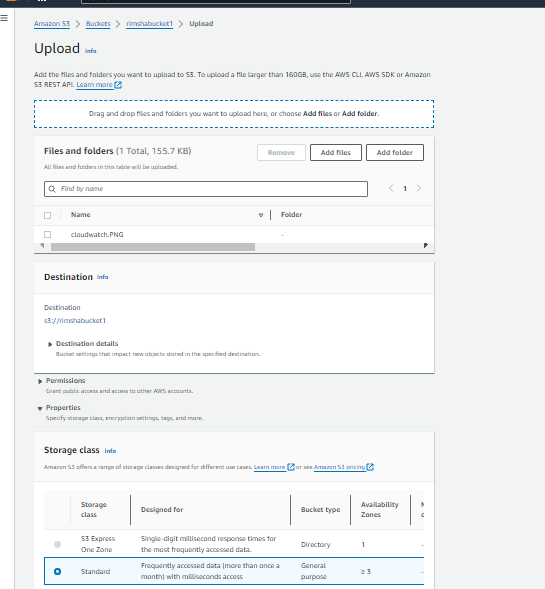 Amazon S3 > Buckets > rimshabucket1 > Upload
Upload Info
Add the files and folders you want to upload to S3. To upload a file larger than 160GB, use the AWS CLI, AWS SDK or Amazon
S3 REST API. Learn more
Drag and drop files and folders you want to upload here, or choose Add files or Add folder.
Files and folders (1 Total, 155.7 KB)
Remove Add files Add folder
All files and folders in this table will be uploaded.
Find by name
< 1 >
Name Folder
cloudwatch.PNG -
Destination Info
Destination
s3://rimshabucket1
Destination details
Bucket settings that impact new objects stored in the specified destination.
Permissions
Grant public access and access to other AWS accounts.
Properties
Specify storage class, encryption settings, tags, and more.
Storage class Info
Amazon S3 offers a range of storage classes designed for different use cases. Learn more or see Amazon S3 pricing
Storage class Designed for Bucket type Availability Zones
S3 Express One Zone Single-digit millisecond response times for the most frequently accessed data. Directory 1 -
Standard Frequently accessed data (more than once a month) with milliseconds access General purpose ≥ 3 -